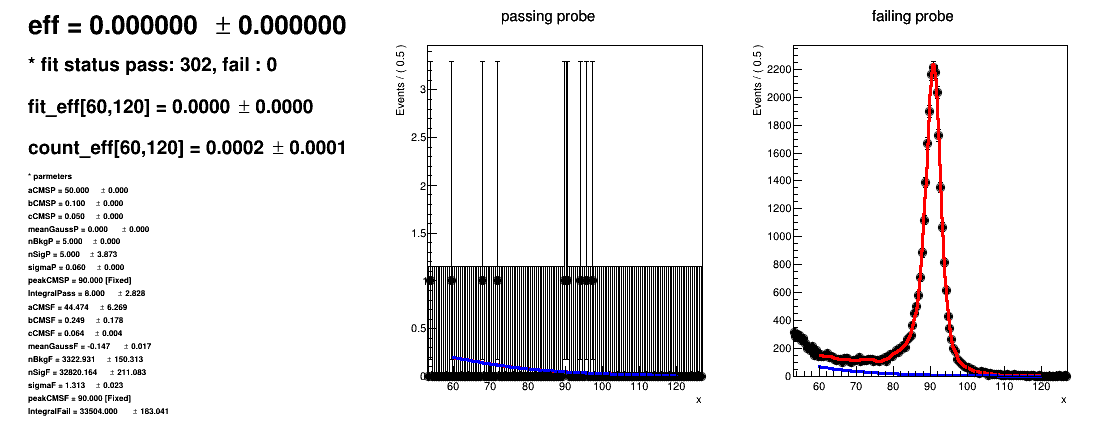 eff = 0.000000 ± 0.000000
* fit status pass: 302, fail : 0
fit_eff[60,120] = 0.0000 ± 0.0000
count_eff[60,120] = 0.0002 ± 0.0001
* parmeters
aCMSP = 50.000 ± 0.000
bCMSP = 0.100 ± 0.000
cCMSP = 0.050 ± 0.000
meanGaussP = 0.000 ± 0.000
nBkgP = 5.000 ± 0.000
nSigP = 5.000 ± 3.873
sigmaP = 0.060 ± 0.000
peakCMSP = 90.000 [Fixed]
IntegralPass = 8.000 ± 2.828
aCMSF = 44.474 ± 6.269
bCMSF = 0.249 ± 0.178
cCMSF = 0.064 ± 0.004
meanGaussF = -0.147 ± 0.017
nBkgF = 3322.931 ± 150.313
nSigF = 32820.164 ± 211.083
sigmaF = 1.313 ± 0.023
peakCMSF = 90.000 [Fixed]
IntegralFail = 33504.000 ± 183.041
passing probe
Events / ( 0.5 )
3
2.5
2
1.5
1
0.5
0
60 70 80 90 100 110 120
x
failing probe
Events / ( 0.5 )
2200
2000
1800
1600
1400
1200
1000
800
600
400
200
0
60 70 80 90 100 110 120
x